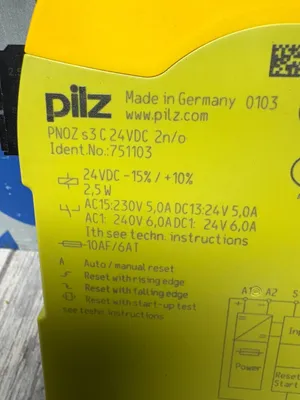 pilz
Made in Germany 0103
www.pilz.com
PNOZ s3 C 24VDC 2n/o
Ident.No.:751103
24VDC -15% / +10%
2,5W
AC15:230V 5,0A DC13:24V 5,0A
AC1: 240V 6,0A DC1: 24V 6,0A
Ith see techn. instructions
10AF/6AT
Auto / manual reset
Reset with rising edge
Reset with falling edge
Reset with start-up test
-see techn. instructions
A1 A2 S
Inp
Power
Reset
Start